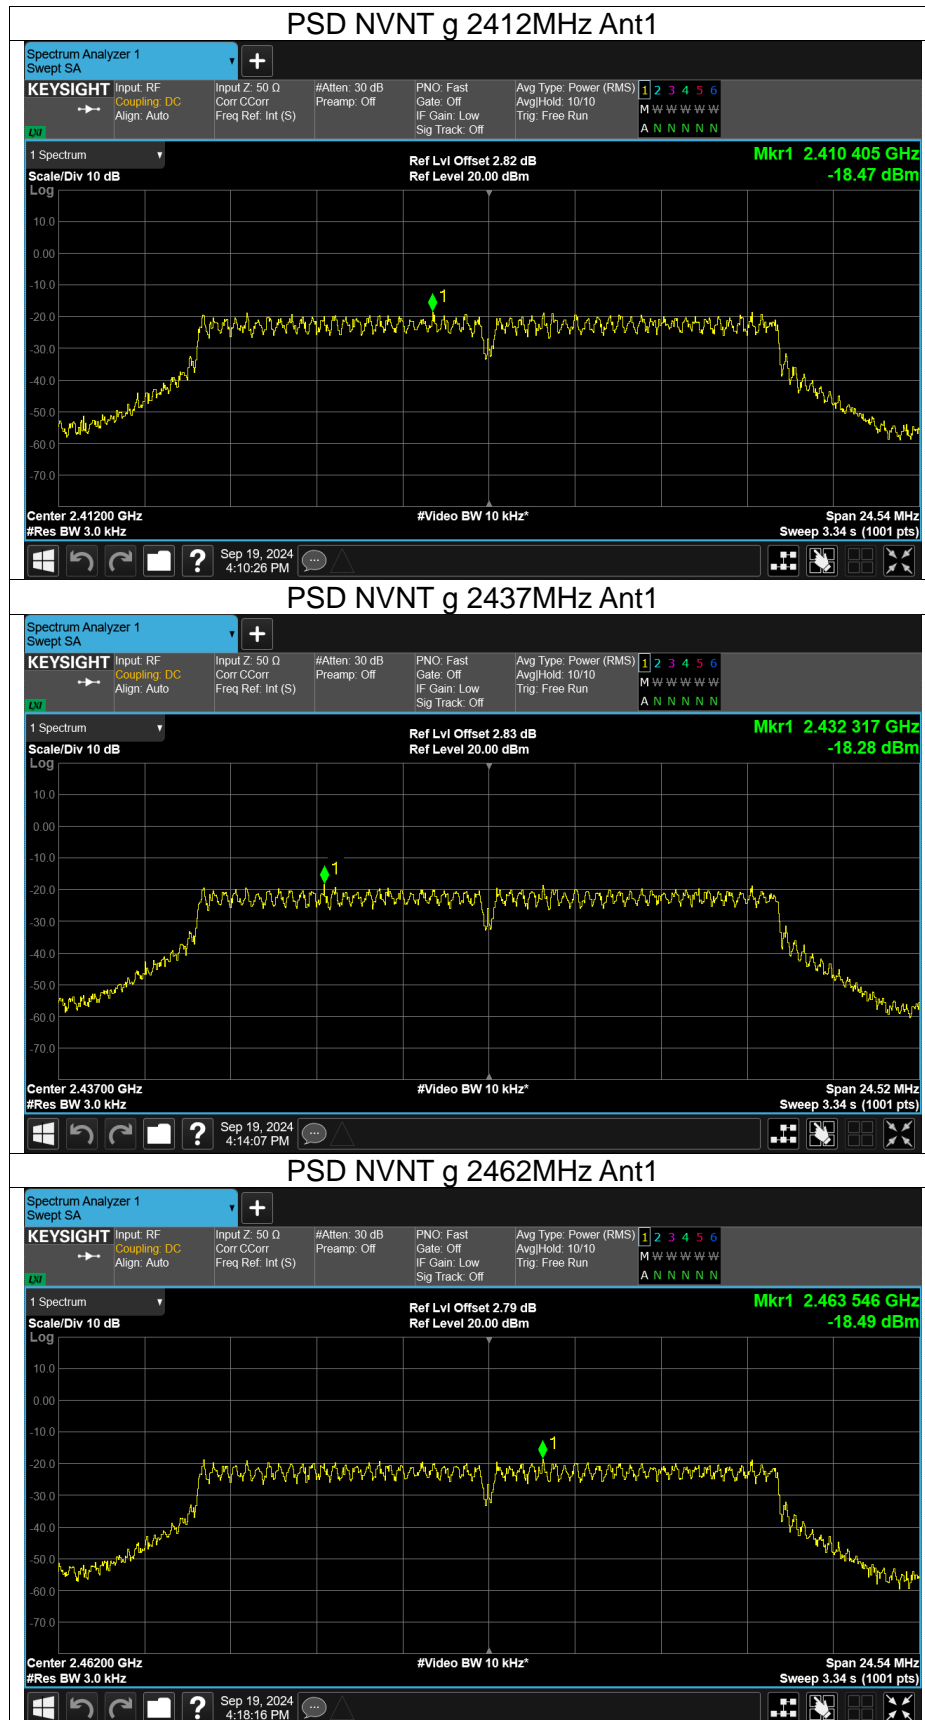 PSD NVNT g 2412MHz Ant1
Spectrum Analyzer 1
Swept SA
KEYSIGHT
Input: RF
Coupling: DC
Align: Auto
Input Z: 50 Ω
Corr CCorr
Freq Ref: Int (S)
#Atten: 30 dB
Preamp: Off
PNO: Fast
Gate: Off
IF Gain: Low
Sig Track: Off
Avg Type: Power (RMS)
Avg|Hold: 10/10
Trig: Free Run
1 2 3 4 5 6
M W W W W W
A N N N N N
LXI
1 Spectrum
Scale/Div 10 dB
Ref Lvl Offset 2.82 dB
Ref Level 20.00 dBm
Mkr1 2.410 405 GHz
-18.47 dBm
Log
10.0
0.00
-10.0
-20.0
-30.0
-40.0
-50.0
-60.0
-70.0
1
Center 2.41200 GHz
#Res BW 3.0 kHz
#Video BW 10 kHz*
Span 24.54 MHz
Sweep 3.34 s (1001 pts)
Sep 19, 2024
4:10:26 PM
PSD NVNT g 2437MHz Ant1
Spectrum Analyzer 1
Swept SA
KEYSIGHT
Input: RF
Coupling: DC
Align: Auto
Input Z: 50 Ω
Corr CCorr
Freq Ref: Int (S)
#Atten: 30 dB
Preamp: Off
PNO: Fast
Gate: Off
IF Gain: Low
Sig Track: Off
Avg Type: Power (RMS)
Avg|Hold: 10/10
Trig: Free Run
1 2 3 4 5 6
M W W W W W
A N N N N N
LXI
1 Spectrum
Scale/Div 10 dB
Ref Lvl Offset 2.83 dB
Ref Level 20.00 dBm
Mkr1 2.432 317 GHz
-18.28 dBm
Log
10.0
0.00
-10.0
-20.0
-30.0
-40.0
-50.0
-60.0
-70.0
1
Center 2.43700 GHz
#Res BW 3.0 kHz
#Video BW 10 kHz*
Span 24.52 MHz
Sweep 3.34 s (1001 pts)
Sep 19, 2024
4:14:07 PM
PSD NVNT g 2462MHz Ant1
Spectrum Analyzer 1
Swept SA
KEYSIGHT
Input: RF
Coupling: DC
Align: Auto
Input Z: 50 Ω
Corr CCorr
Freq Ref: Int (S)
#Atten: 30 dB
Preamp: Off
PNO: Fast
Gate: Off
IF Gain: Low
Sig Track: Off
Avg Type: Power (RMS)
Avg|Hold: 10/10
Trig: Free Run
1 2 3 4 5 6
M W W W W W
A N N N N N
LXI
1 Spectrum
Scale/Div 10 dB
Ref Lvl Offset 2.79 dB
Ref Level 20.00 dBm
Mkr1 2.463 546 GHz
-18.49 dBm
Log
10.0
0.00
-10.0
-20.0
-30.0
-40.0
-50.0
-60.0
-70.0
1
Center 2.46200 GHz
#Res BW 3.0 kHz
#Video BW 10 kHz*
Span 24.54 MHz
Sweep 3.34 s (1001 pts)
Sep 19, 2024
4:18:16 PM